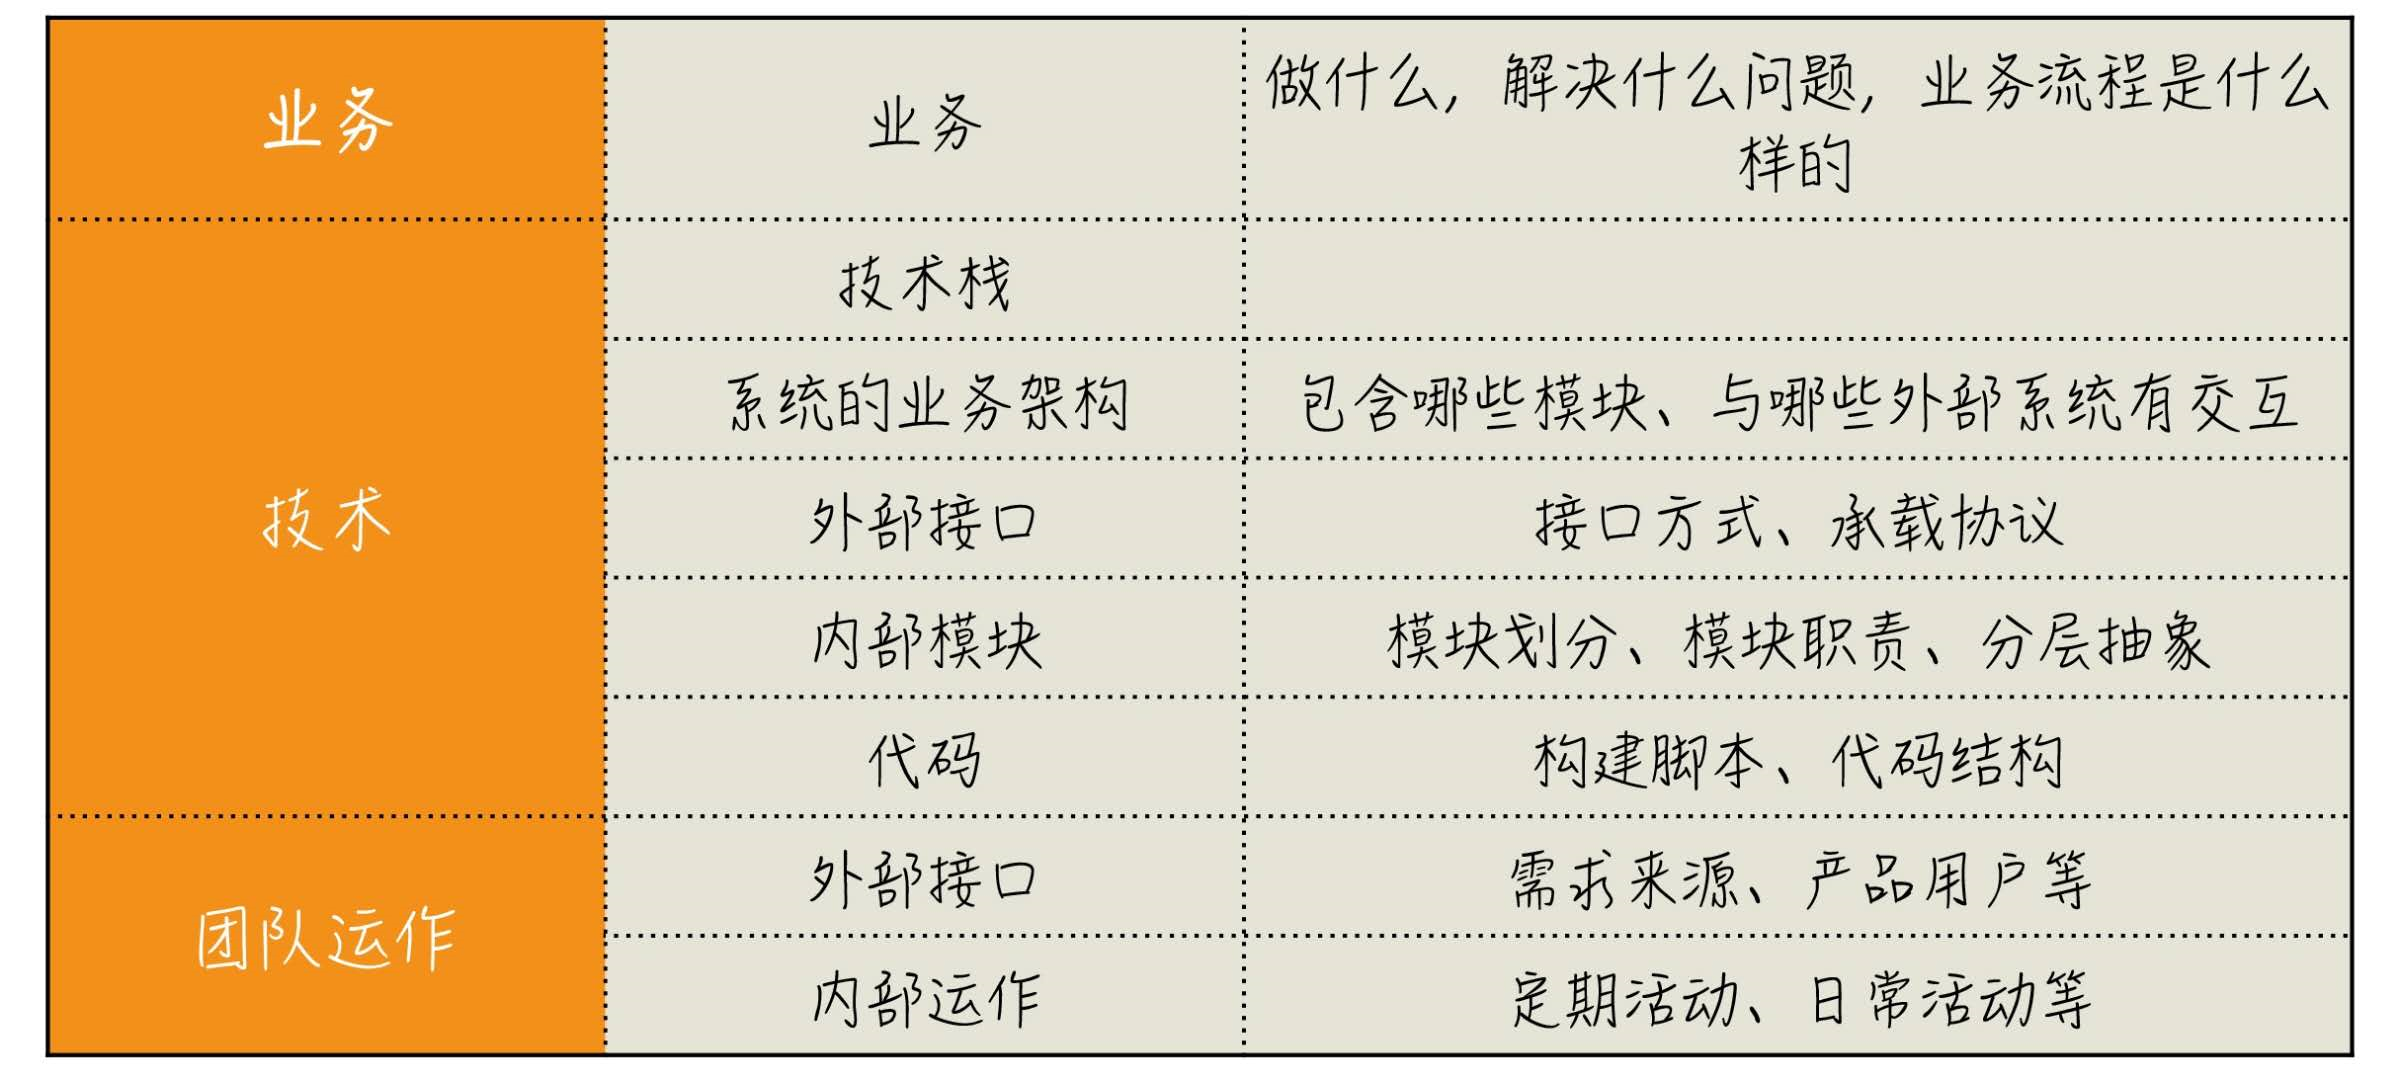 业务
业务
做什么，解决什么问题，业务流程是什么
样的
技术
技术栈
系统的业务架构
包含哪些模块、与哪些外部系统有交互
外部接口
接口方式、承载协议
内部模块
模块划分、模块职责、分层抽象
代码
构建脚本、代码结构
团队运作
外部接口
需求来源、产品用户等
内部运作
定期活动、日常活动等